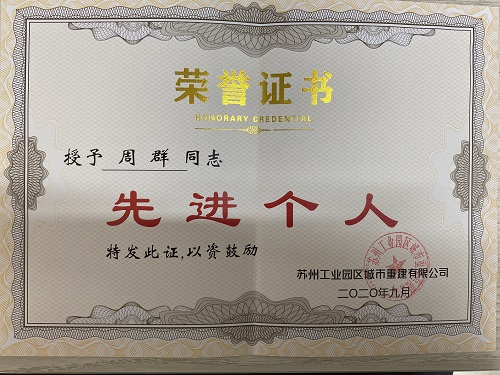 荣誉证书
HONORARY CREDENTIAL
授予 周群 同志
先进个人
特发此证,以资鼓励
苏州工业园区城市重建有限公司
二〇二〇年九月